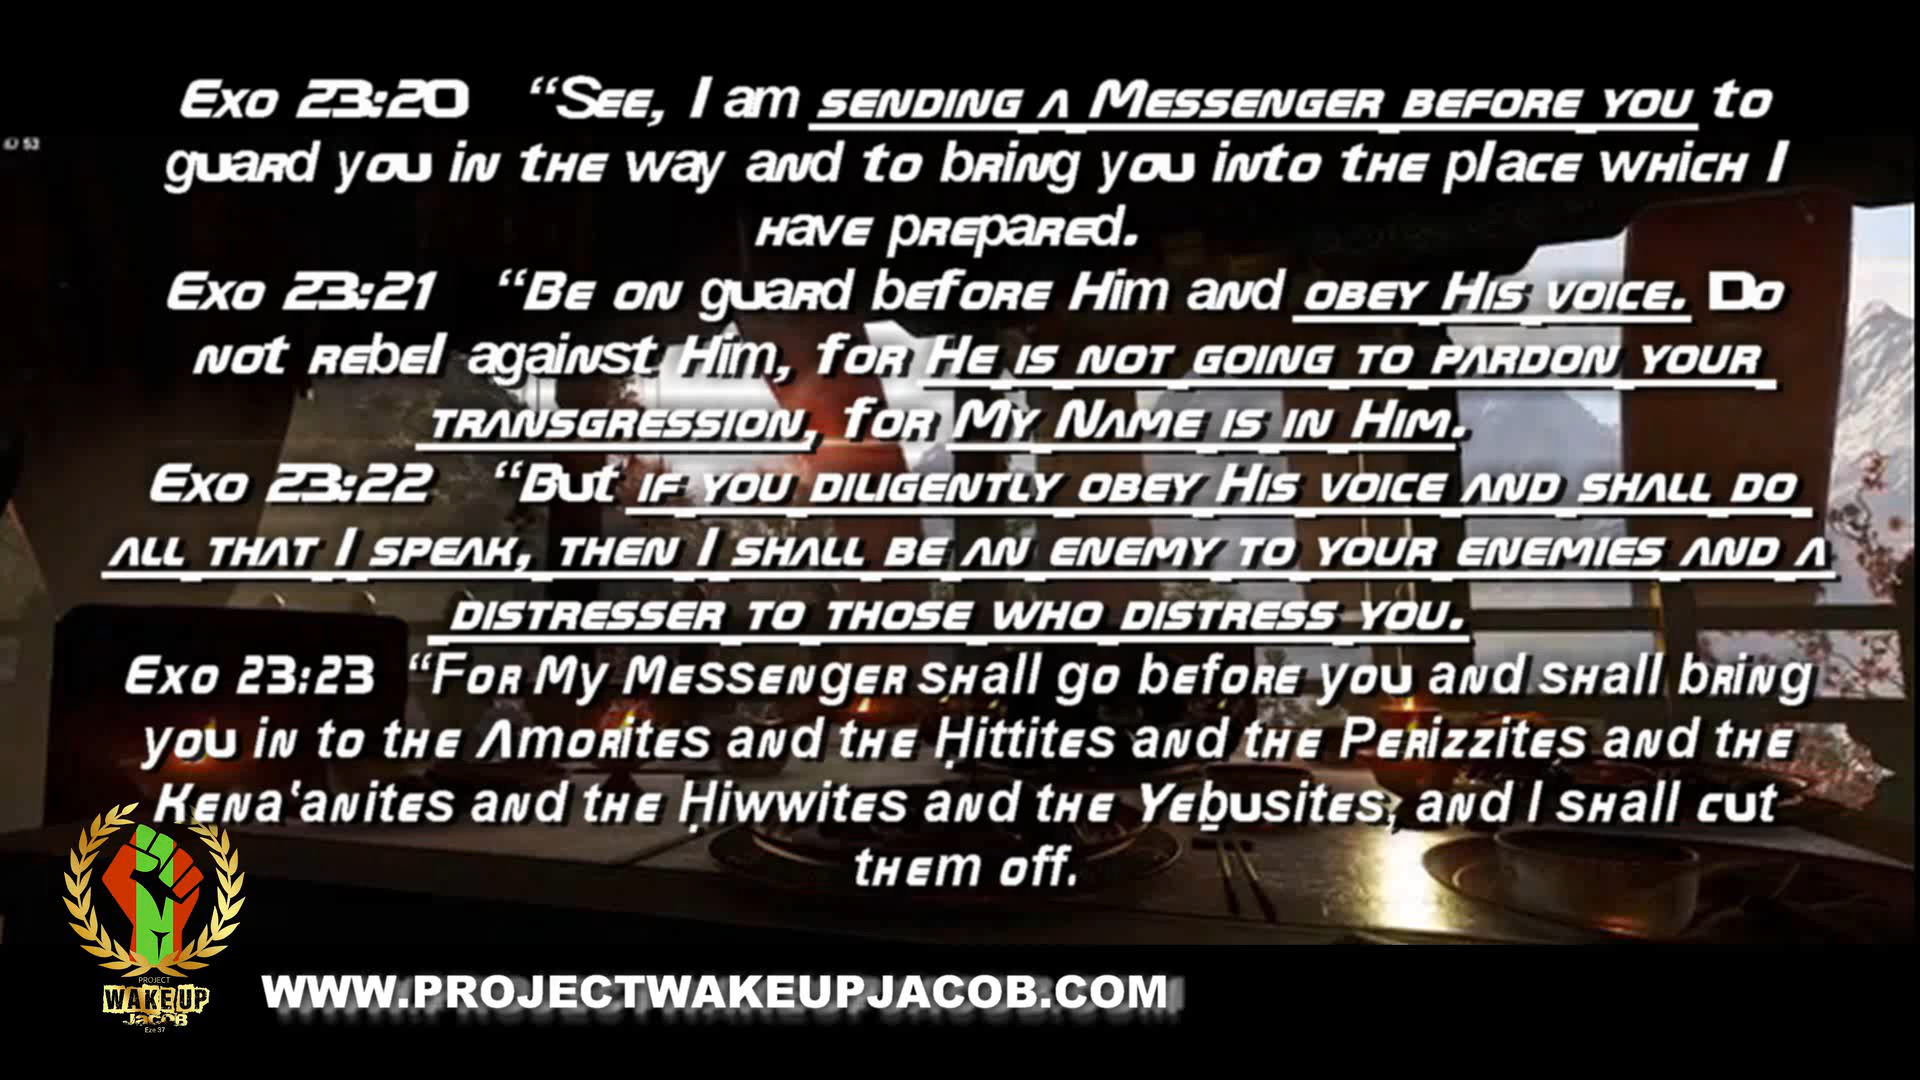 Exo 23:20 “See, I am sending a Messenger before you to
guard you in the way and to bring you into the place which I
have prepared.
53
Exo 23:21 “Be on guard before Him and obey His voice. Do
not rebel against Him, for He is not going to pardon your
transgression, for My Name is in Him.
Exo 23:22 “But if you diligently obey His voice and shall do
all that I speak, then I shall be an enemy to your enemies and a
distresser to those who distress you.
Exo 23:23 “For My Messenger shall go before you and shall bring
you in to the Amorites and the Ḥittites and the Perizzites and the
Kena‛anites and the Ḥiwwites and the Yeḇusites, and I shall cut
them off.
PROJECT
WAKE UP
JACOB
Eze 37
WWW.PROJECTWAKEUPJACOB.COM